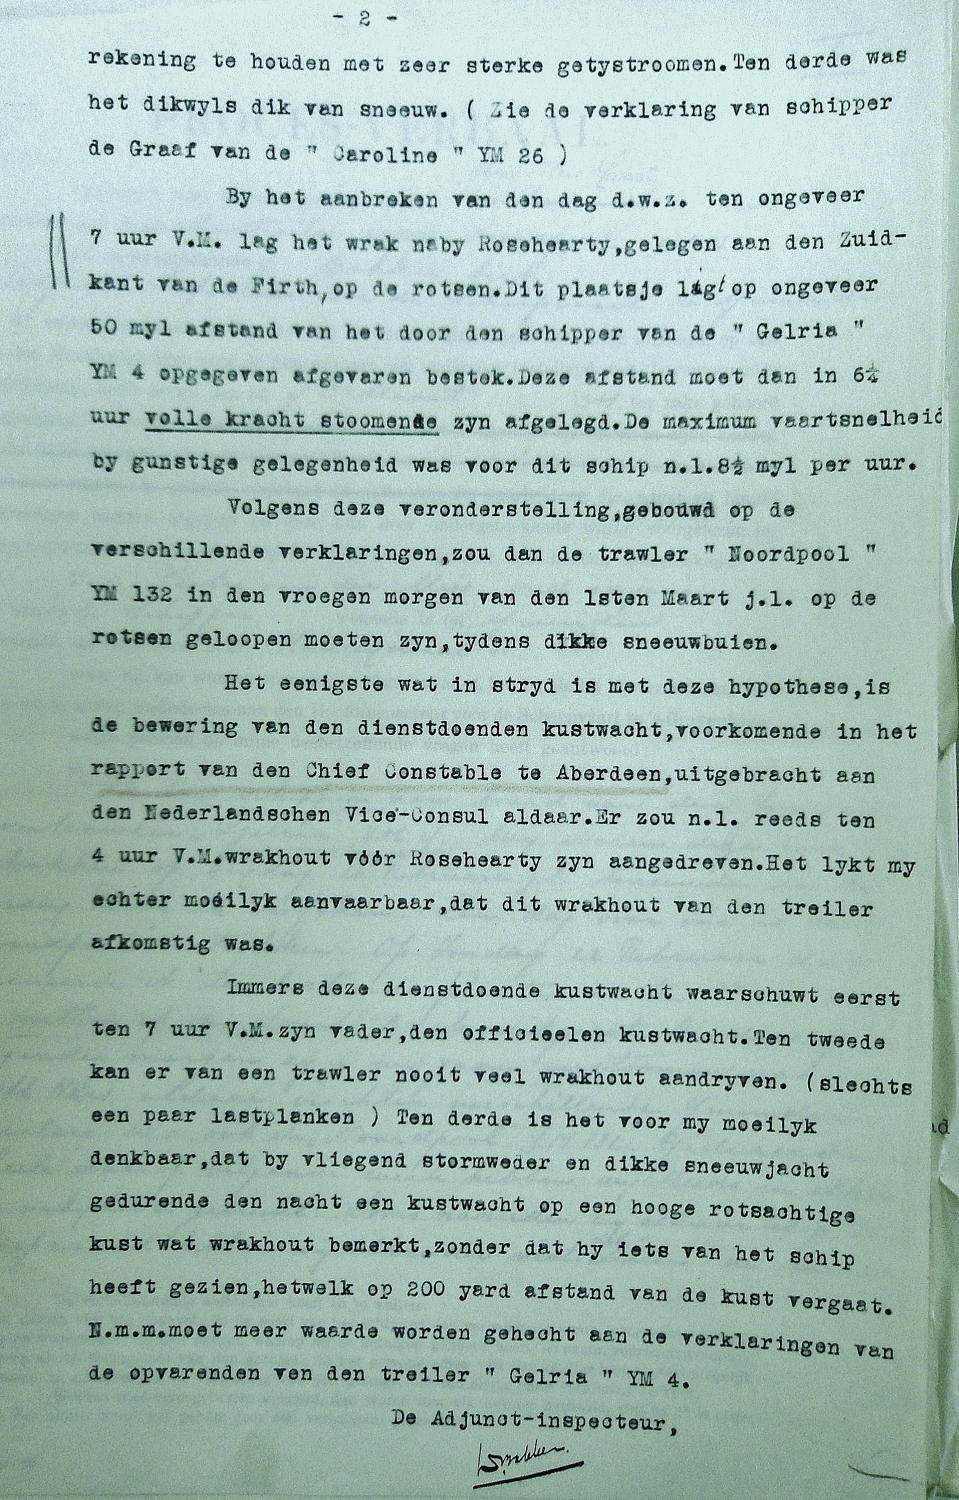 - 2 -
rekening te houden met zeer sterke getystroomen.Ten derde was
het dikwyls dik van sneeuw. ( Zie de verklaring van schipper
de Graaf van de " Caroline " YM 26 )
By het aanbreken van den dag d.w.z. ten ongeveer
7 uur V.M. lag het wrak naby Rosehearty,gelegen aan den Zuid-
kant van de Firth,op de rotsen.Dit plaatsje ligt op ongeveer
50 myl afstand van het door den schipper van de " Gelria "
YM 4 opgegeven afgevaren bestek.Deze afstand moet dan in 6¼
uur volle kracht stoomende zyn afgelegd.De maximum vaartsnelheid
by gunstige gelegenheid was voor dit schip n.l.8½ myl per uur.
Volgens deze veronderstelling,gebouwd op de
verschillende verklaringen,zou dan de trawler " Noordpool "
YM 132 in den vroegen morgen van den 1sten Maart j.l. op de
rotsen geloopen moeten zyn,tydens dikke sneeuwbuien.
Het eenigste wat in stryd is met deze hypothese,is
de bewering van den dienstdoenden kustwacht,voorkomende in het
rapport van den Chief Constable te Aberdeen,uitgebracht aan
den Nederlandschen Vice-Consul aldaar.Er zou n.l. reeds ten
4 uur V.M.wrakhout vóór Rosehearty zyn aangedreven.Het lykt my
echter moeilyk aanvaarbaar,dat dit wrakhout van den treiler
afkomstig was.
Immers deze dienstdoende kustwacht waarschuwt eerst
ten 7 uur V.M.zyn vader,den officieelen kustwacht.Ten tweede
kan er van een trawler nooit veel wrakhout aandryven. (slechts
een paar lastplanken ) Ten derde is het voor my moeilyk
denkbaar,dat by vliegend stormweder en dikke sneeuwjacht
gedurende den nacht een kustwacht op een hooge rotsachtige
kust wat wrakhout bemerkt,zonder dat hy iets van het schip
heeft gezien,hetwelk op 200 yard afstand van de kust vergaat.
N.m.m.moet meer waarde worden gehecht aan de verklaringen van
de opvarenden ven den treiler " Gelria " YM 4.
De Adjunct-inspecteur,